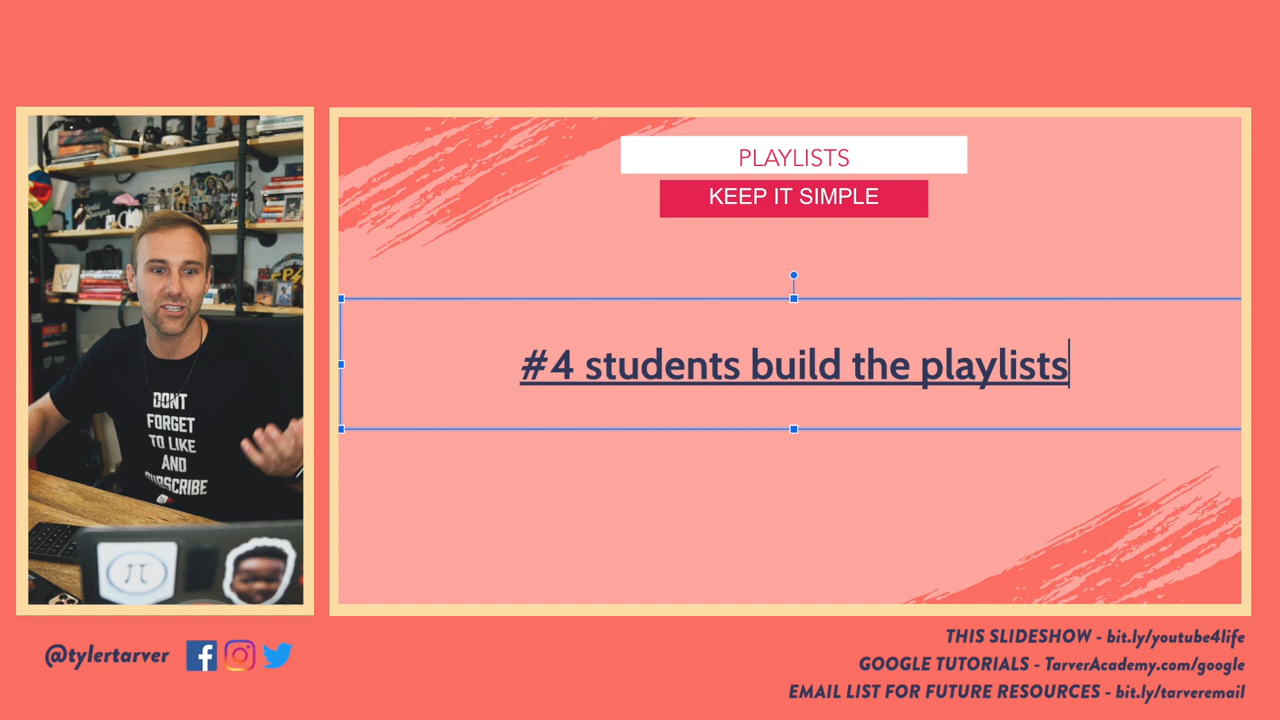 PLAYLISTS
KEEP IT SIMPLE
#4 students build the playlists
DONT
FORGET
TO LIKE
AND
SUBSCRIBE
π
@tylertarver
THIS SLIDESHOW - bit.ly/youtube4life
GOOGLE TUTORIALS - TarverAcademy.com/google
EMAIL LIST FOR FUTURE RESOURCES - bit.ly/tarveremail